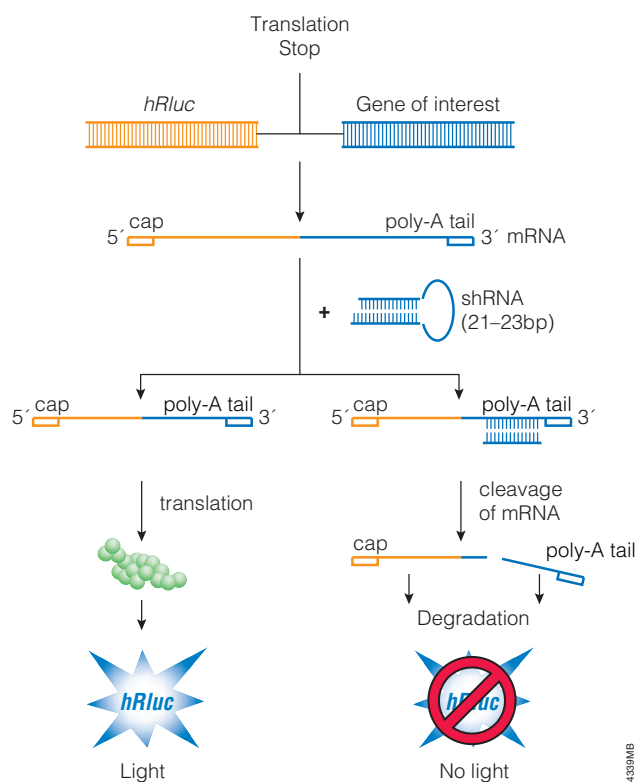 Translation
Stop
hRluc
Gene of interest
cap
poly-A tail
5´
3´ mRNA
+
shRNA
(21–23bp)
cap
poly-A tail
5´
3´
cap
poly-A tail
5´
3´
translation
cleavage
of mRNA
cap
poly-A tail
Degradation
hRluc
hRluc
Light
No light
4339MB